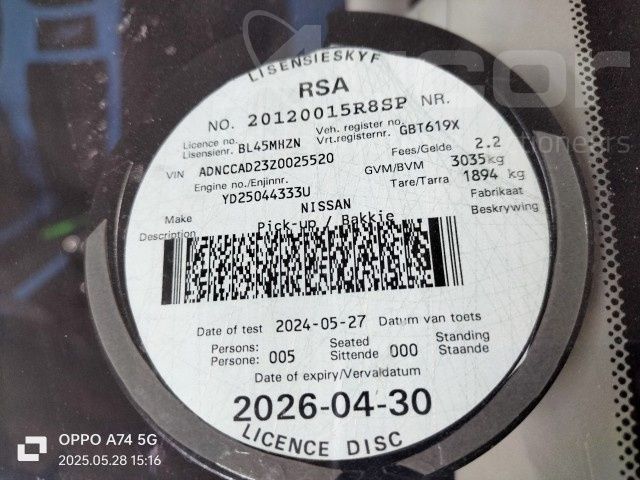 LISENSIESKYF
RSA
NO. 20120015R8SP NR.
Licence no. BL45MHZN Veh. register no. GBT619X
Lisensienr. Vrt.registernr.
VIN ADNCCAD23Z0025520 Fees/Gelde 2.2
Engine no./Enjinnr. GVM/BVM 3035 kg
YD25044333U Tare/Tarra 1894 kg
Make NISSAN Fabrikaat
Description Pick-up / Bakkie Beskrywing
Date of test 2024-05-27 Datum van toets
Persons: 005 Seated 000 Standing
Persone: Sittende Staande
Date of expiry/Vervaldatum
2026-04-30
LICENCE DISC
OPPO A74 5G
2025.05.28 15:16